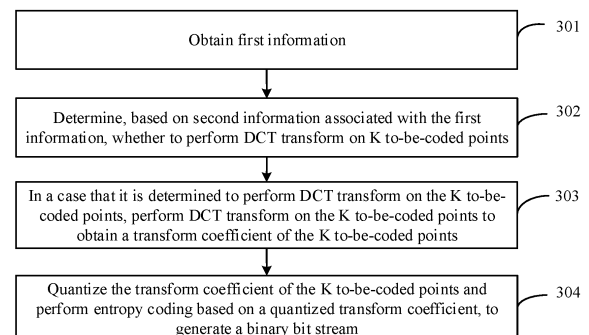 Obtain first information
301
Determine, based on second information associated with the first
information, whether to perform DCT transform on K to-be-coded points
302
In a case that it is determined to perform DCT transform on the K to-be-
coded points, perform DCT transform on the K to-be-coded points to
obtain a transform coefficient of the K to-be-coded points
303
Quantize the transform coefficient of the K to-be-coded points and
perform entropy coding based on a quantized transform coefficient, to
generate a binary bit stream
304